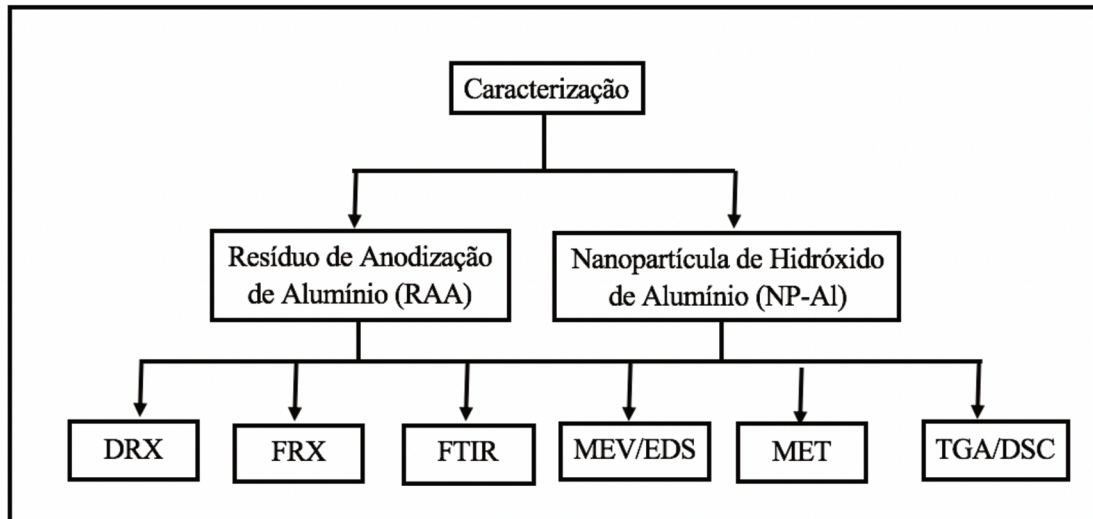 Caracterização
Resíduo de Anodização
de Alumínio (RAA)
Nanopartícula de Hidróxido
de Alumínio (NP-Al)
DRX
FRX
FTIR
MEV/EDS
MET
TGA/DSC